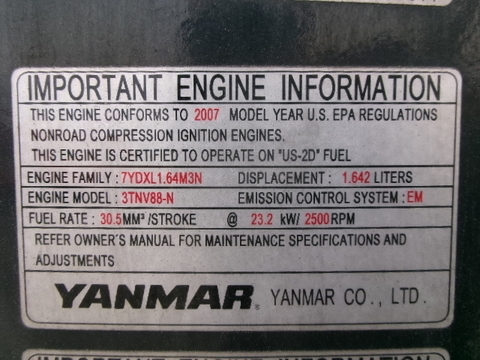 IMPORTANT ENGINE INFORMATION
THIS ENGINE CONFORMS TO 2007 MODEL YEAR U.S. EPA REGULATIONS
NONROAD COMPRESSION IGNITION ENGINES.
THIS ENGINE IS CERTIFIED TO OPERATE ON "US-2D" FUEL
ENGINE FAMILY : 7YDXL1.64M3N DISPLACEMENT : 1.642 LITERS
ENGINE MODEL : 3TNV88-N EMISSION CONTROL SYSTEM : EM
FUEL RATE : 30.5MM³/STROKE @ 23.2 kW/ 2500RPM
REFER OWNER'S MANUAL FOR MAINTENANCE SPECIFICATIONS AND
ADJUSTMENTS
YANMAR. YANMAR CO., LTD.
IMPORTANT ENGINE INFORMATION